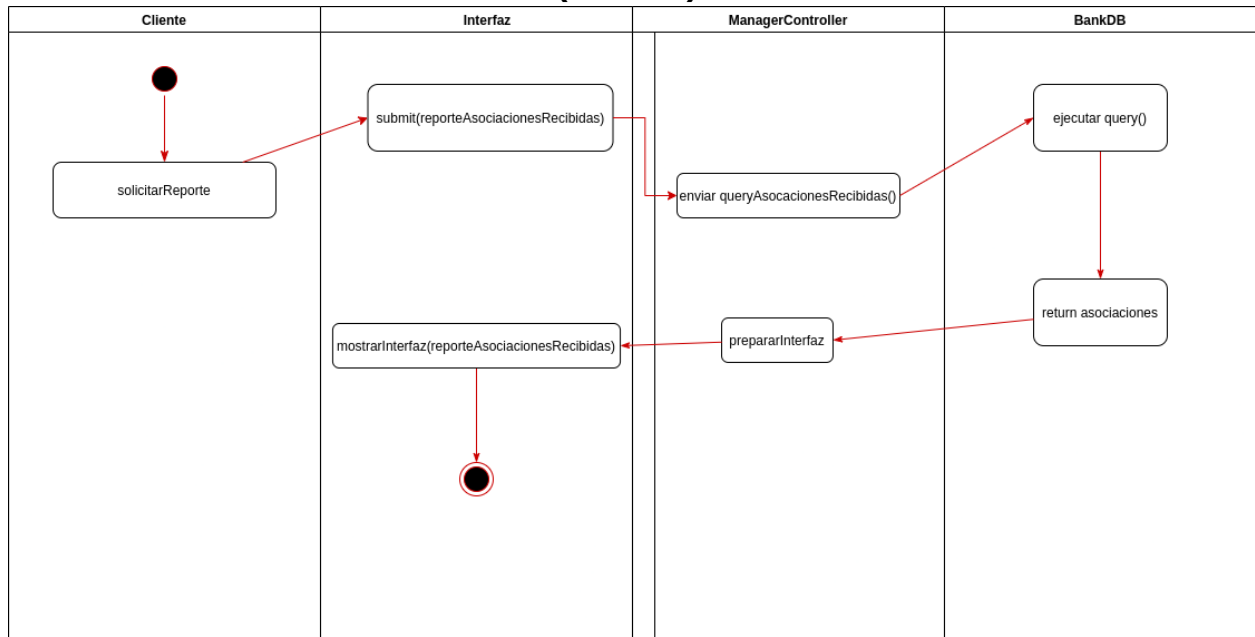 Cliente
Interfaz
ManagerController
BankDB
submit(reporteAsociacionesRecibidas)
ejecutar query()
solicitarReporte
enviar queryAsocacionesRecibidas()
return asociaciones
mostrarInterfaz(reporteAsociacionesRecibidas)
prepararInterfaz